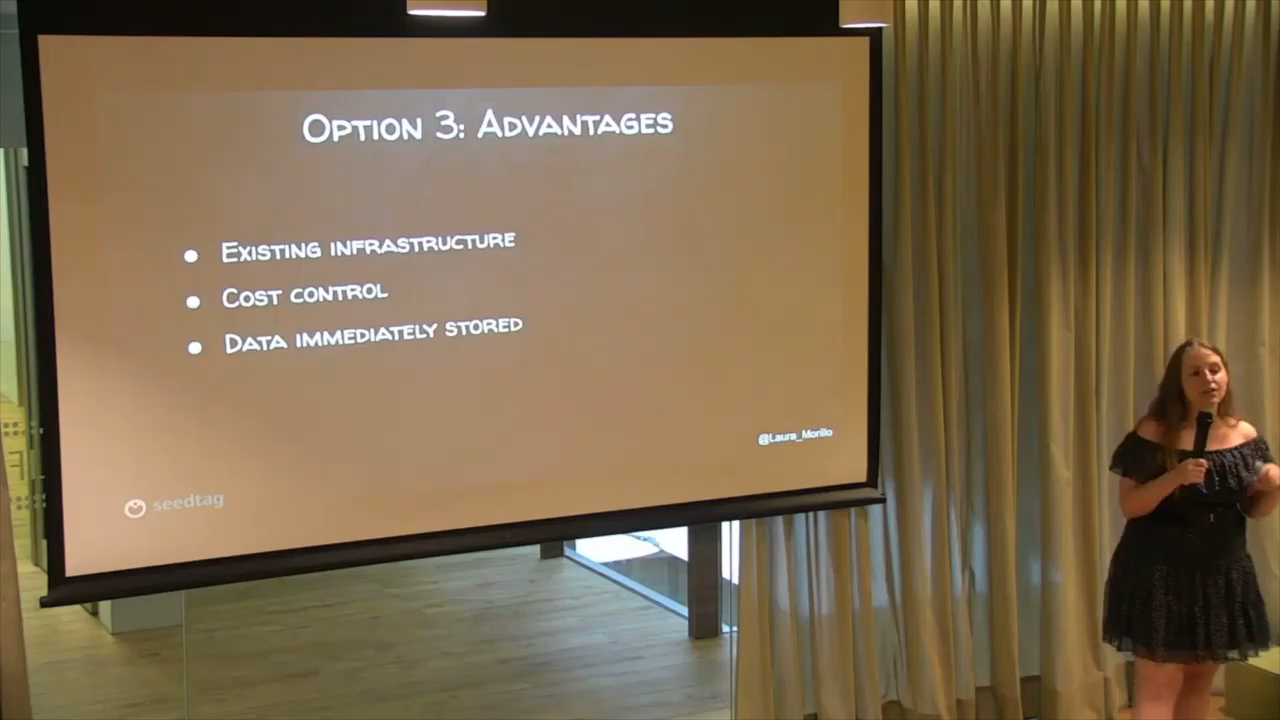 Option 3: Advantages
Existing infrastructure
Cost control
Data immediately stored
@Laura_Morillo
seedtag